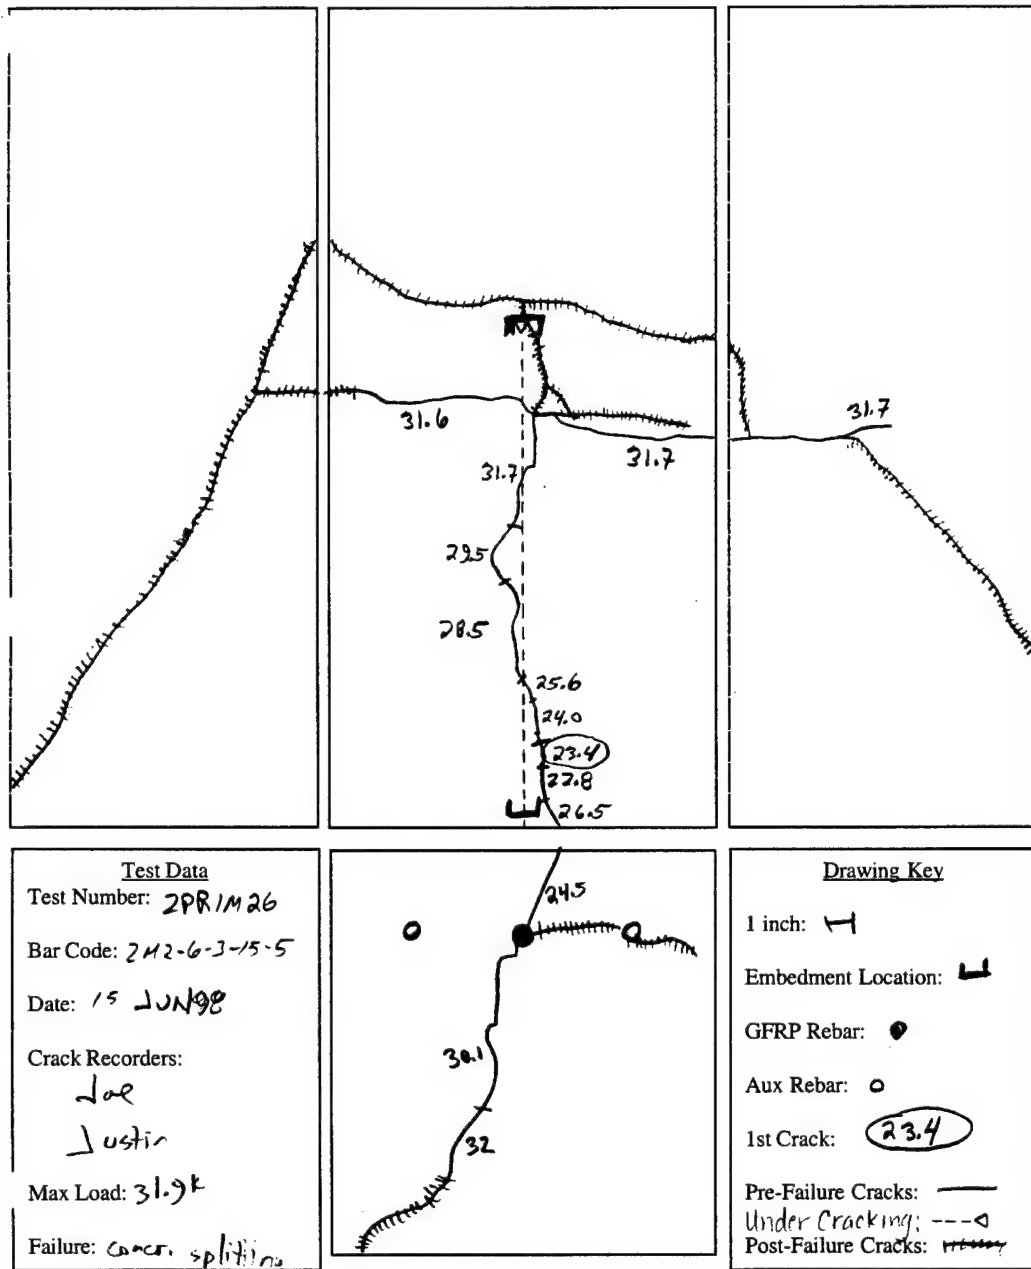 31.6
31.7
31.7
31.7
29.5
28.5
25.6
24.0
23.4
22.8
26.5
Test Data
Test Number: 2PR1M26
Bar Code: 2M2-6-3-15-5
Date: 15 JUN98
Crack Recorders:
Joe
Justin
Max Load: 31.9k
Failure: concr. splitting
24.5
30.1
32
Drawing Key
1 inch:
Embedment Location:
GFRP Rebar:
Aux Rebar:
1st Crack: 23.4
Pre-Failure Cracks:
Under Cracking:
Post-Failure Cracks: